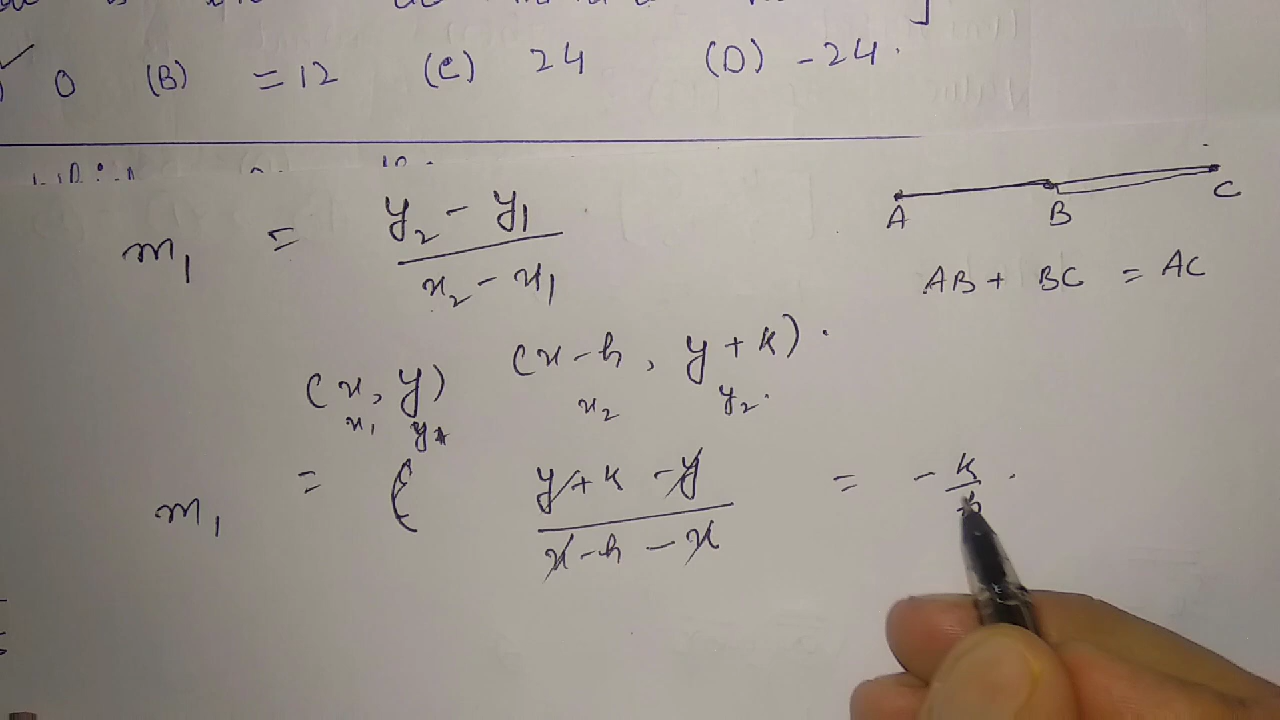 0 (B) = 12 (C) 24 (D) - 24.
m₁ = y₂ - y₁ / x₂ - x₁
A B C
AB + BC = AC
(x, y) (x - h, y + k).
x₁ y₁ x₂ y₂.
m₁ = ( y + k - y / x - h - x = - k / h.